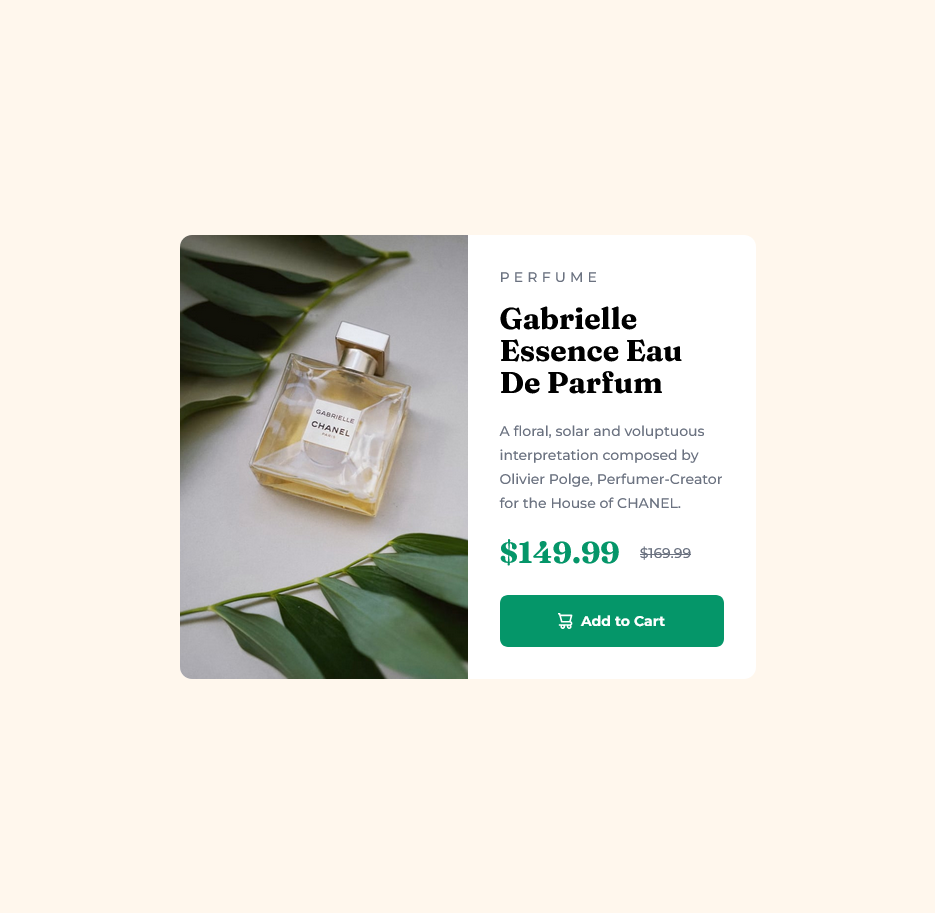 GABRIELLE
CHANEL
PARIS
PERFUME
Gabrielle
Essence Eau
De Parfum
A floral, solar and voluptuous
interpretation composed by
Olivier Polge, Perfumer-Creator
for the House of CHANEL.
$149.99 $169.99
Add to Cart